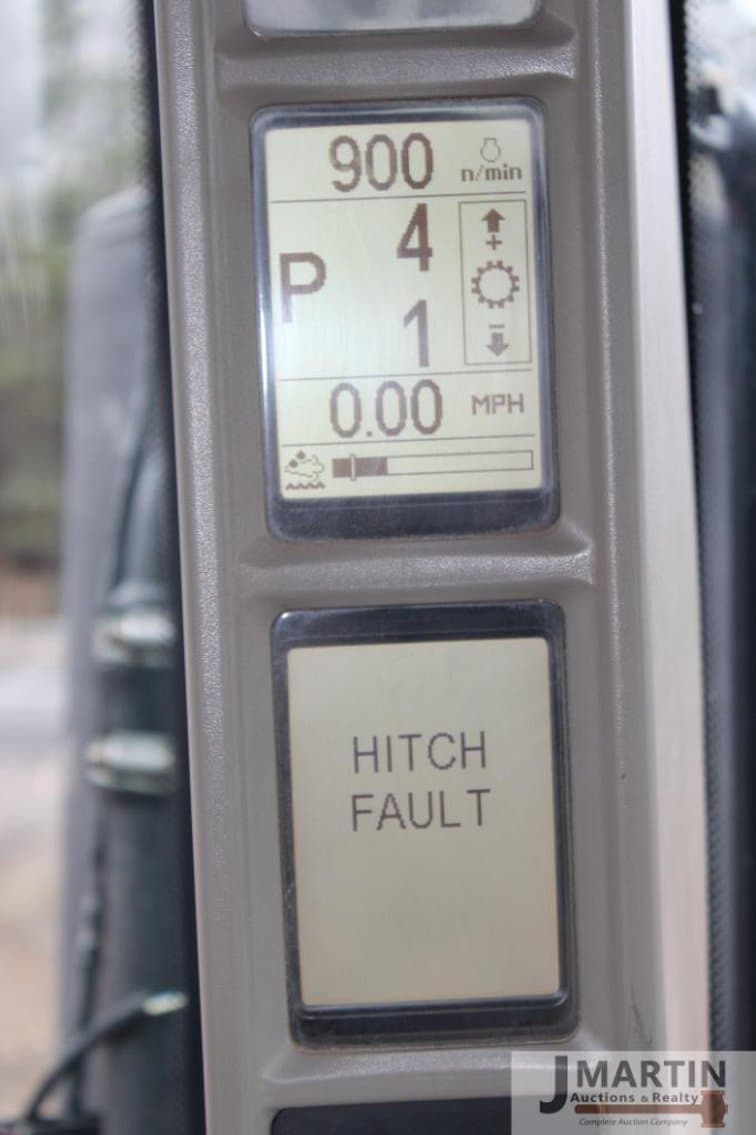 900 n/min
4
P
1
0.00 MPH
HITCH
FAULT
J MARTIN
Auctions & Realty
Complete Auction Company